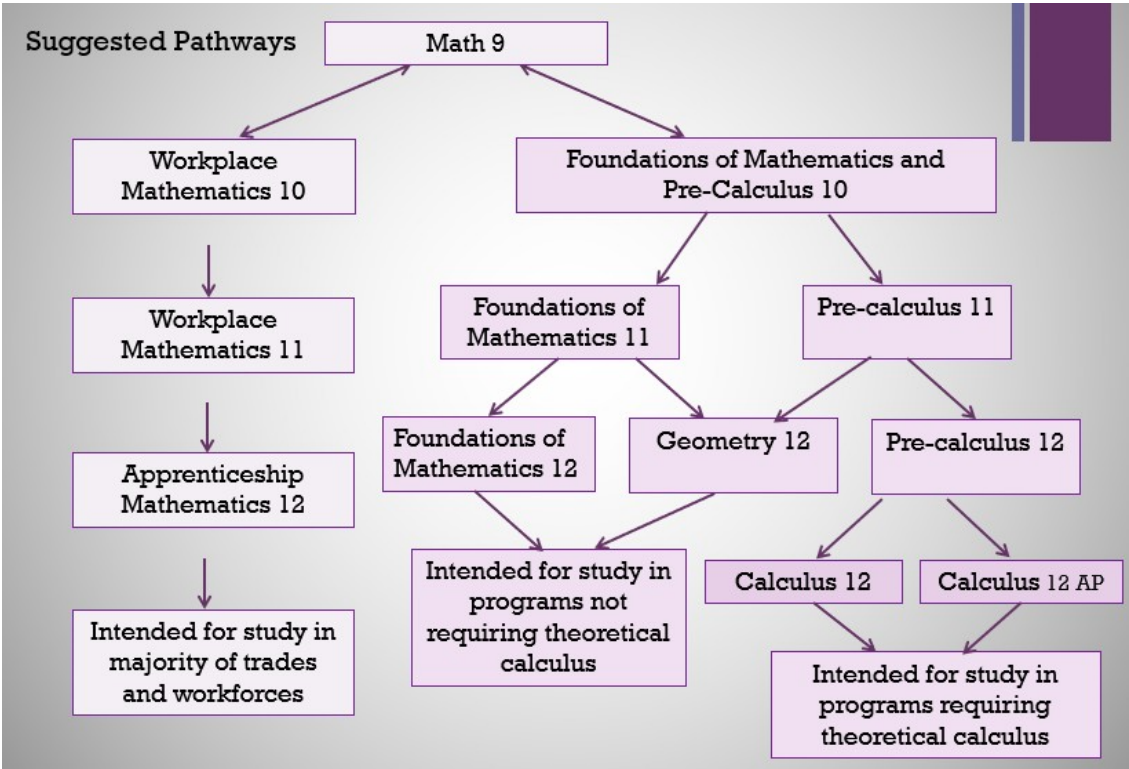 Suggested Pathways
Math 9
Workplace
Mathematics 10
Foundations of Mathematics and
Pre-Calculus 10
Workplace
Mathematics 11
Foundations of
Mathematics 11
Pre-calculus 11
Apprenticeship
Mathematics 12
Foundations of
Mathematics 12
Geometry 12
Pre-calculus 12
Intended for study in
majority of trades
and workforces
Intended for study in
programs not
requiring theoretical
calculus
Calculus 12
Calculus 12 AP
Intended for study in
programs requiring
theoretical calculus